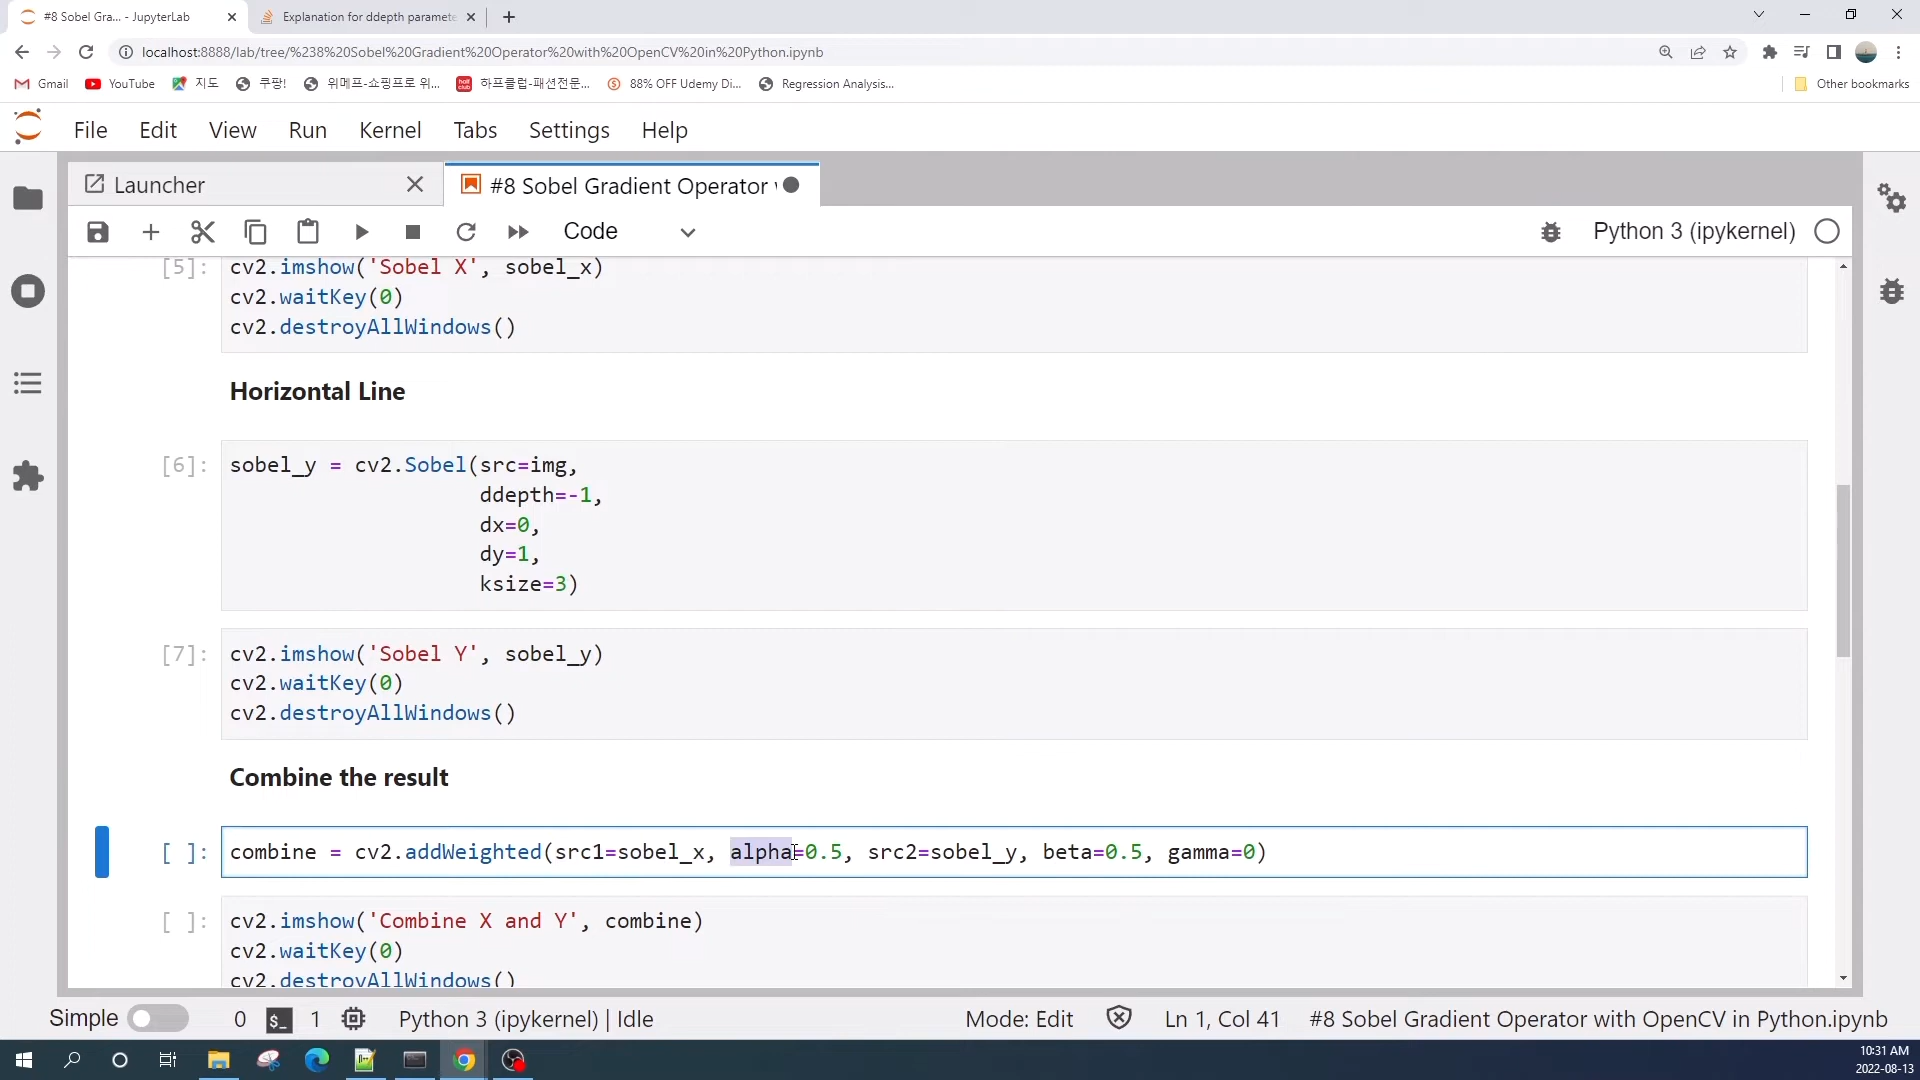 #8 Sobel Gra... - JupyterLab
Explanation for ddepth paramete
localhost:8888/lab/tree/%238%20Sobel%20Gradient%20Operator%20with%20OpenCV%20in%20Python.ipynb
Gmail
YouTube
지도
쿠팡!
위메프-쇼핑프로 위...
half club
하프클럽-패션전문...
88% OFF Udemy Di...
Regression Analysis...
Other bookmarks
File Edit View Run Kernel Tabs Settings Help
Launcher
#8 Sobel Gradient Operator
Code
Python 3 (ipykernel)
[5]: cv2.imshow('Sobel X', sobel_x)
cv2.waitKey(0)
cv2.destroyAllWindows()
Horizontal Line
[6]: sobel_y = cv2.Sobel(src=img,
ddepth=-1,
dx=0,
dy=1,
ksize=3)
[7]: cv2.imshow('Sobel Y', sobel_y)
cv2.waitKey(0)
cv2.destroyAllWindows()
Combine the result
[ ]: combine = cv2.addWeighted(src1=sobel_x, alpha=0.5, src2=sobel_y, beta=0.5, gamma=0)
[ ]: cv2.imshow('Combine X and Y', combine)
cv2.waitKey(0)
cv2.destroyAllWindows()
Simple 0 $_ 1 Python 3 (ipykernel) | Idle
Mode: Edit Ln 1, Col 41 #8 Sobel Gradient Operator with OpenCV in Python.ipynb
10:31 AM
2022-08-13